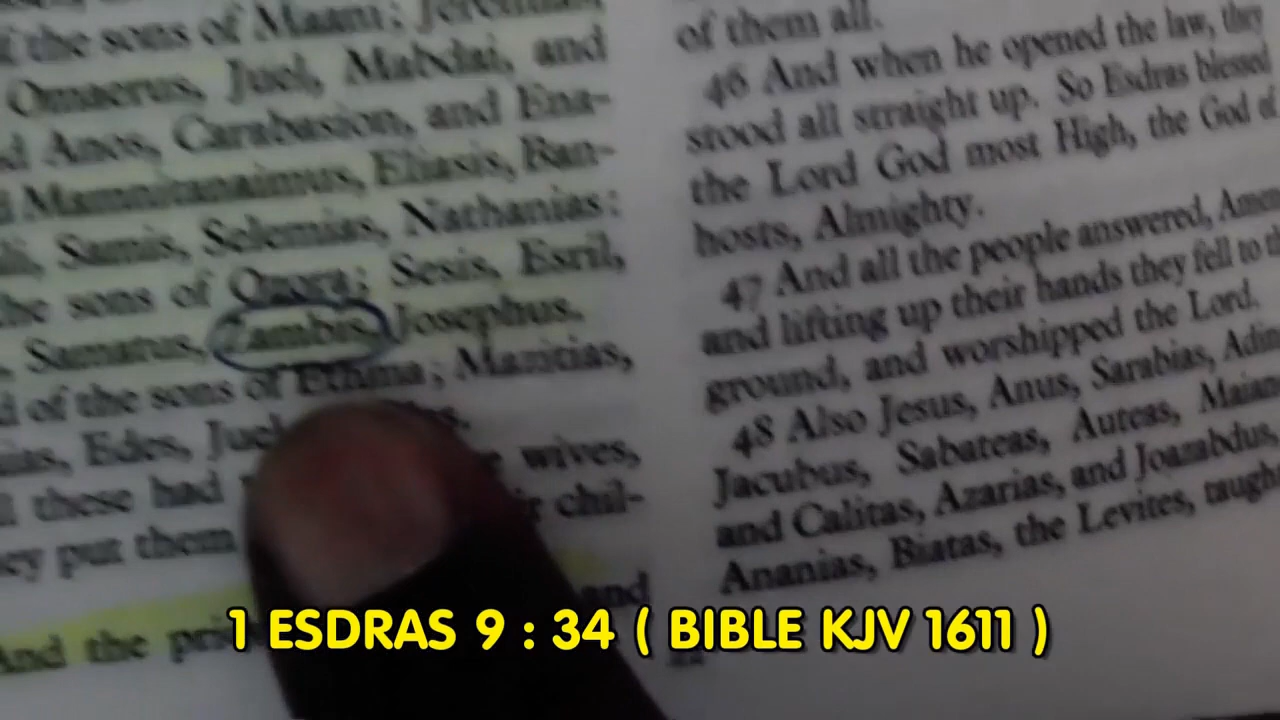 the sons of Maani; Jeremias
Omaerus, Juel, Mabdai, and
Anos, Carabasion, and Ena-
Mamnitanaimus, Eliasis, Ban-
Samis, Selemias, Nathanias:
the sons of Ozora; Sesis, Esril,
Samatus, Zambis, Josephus.
of the sons of Ethma; Mazitias,
Edes, Juel
these had wives,
chil-
put them
and
And the
of them all.
46 And when he opened the law, they
stood all straight up. So Esdras blessed
the Lord God most High, the God of
hosts, Almighty.
47 And all the people answered, Amen
and lifting up their hands they fell to
ground, and worshipped the Lord.
48 Also Jesus, Anus, Sarabias, Adin
Jacubus, Sabateas, Auteas, Maian
and Calitas, Azarias, and Joazabdus,
Ananias, Biatas, the Levites, taugh
1 ESDRAS 9 : 34 ( BIBLE KJV 1611 )